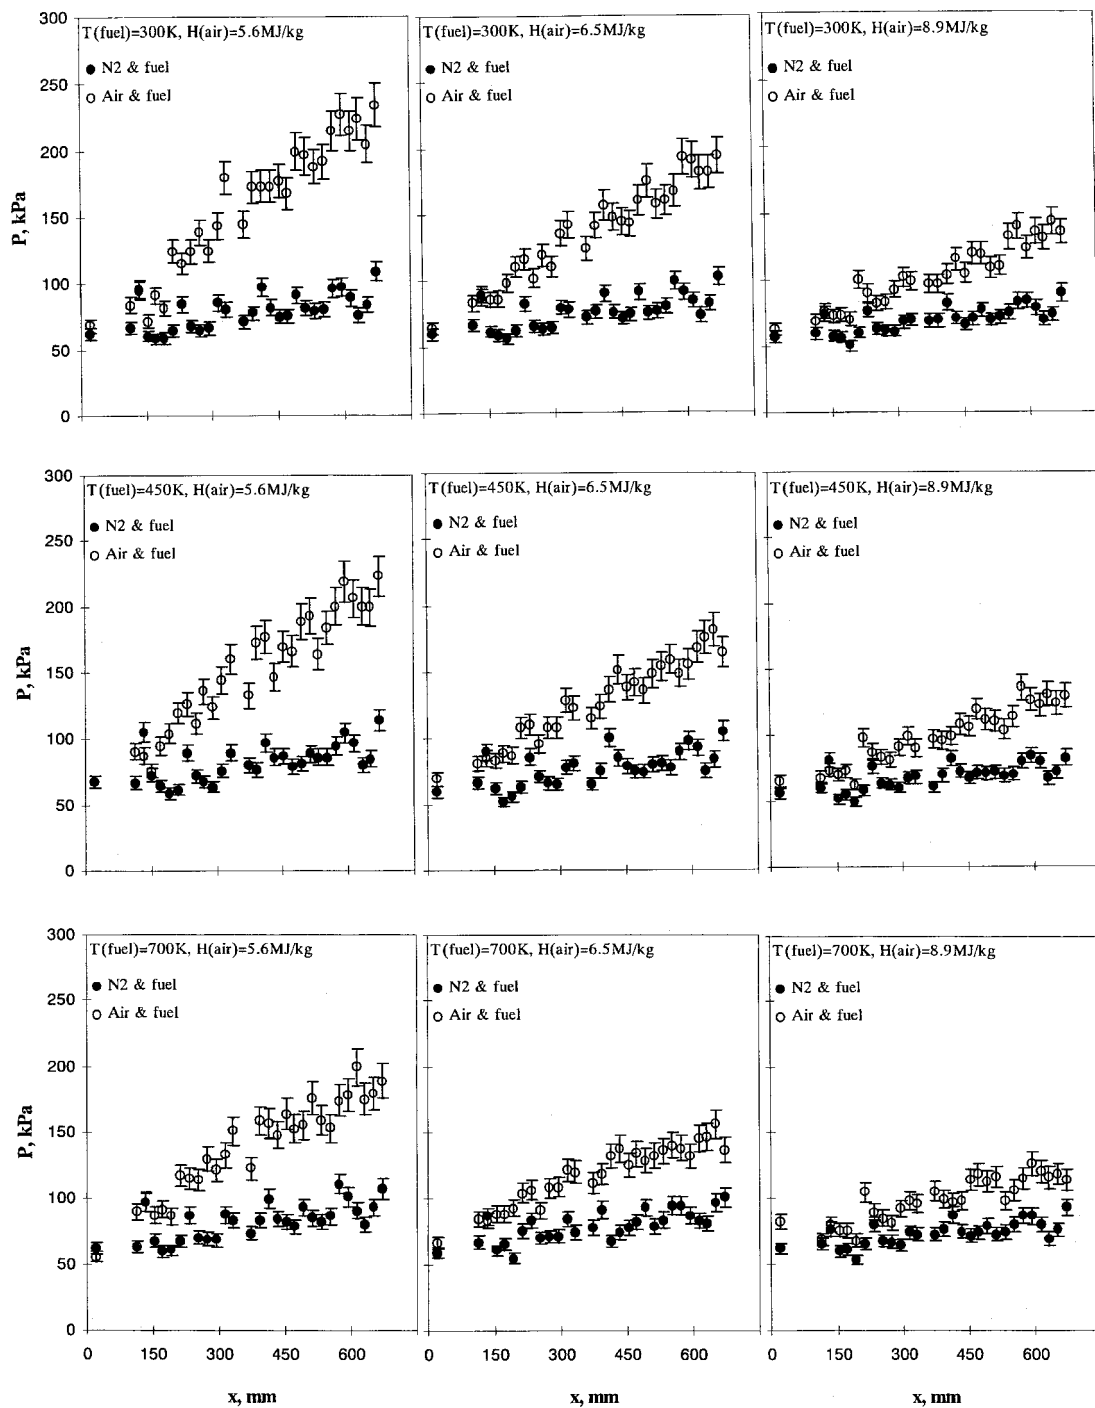 T(fuel)=300K, H(air)=5.6MJ/kg
N2 & fuel
Air & fuel
T(fuel)=300K, H(air)=6.5MJ/kg
N2 & fuel
Air & fuel
T(fuel)=300K, H(air)=8.9MJ/kg
N2 & fuel
Air & fuel
300
250
200
150
100
50
0
P, kPa
T(fuel)=450K, H(air)=5.6MJ/kg
N2 & fuel
Air & fuel
T(fuel)=450K, H(air)=6.5MJ/kg
N2 & fuel
Air & fuel
T(fuel)=450K, H(air)=8.9MJ/kg
N2 & fuel
Air & fuel
300
250
200
150
100
50
0
P, kPa
T(fuel)=700K, H(air)=5.6MJ/kg
N2 & fuel
Air & fuel
T(fuel)=700K, H(air)=6.5MJ/kg
N2 & fuel
Air & fuel
T(fuel)=700K, H(air)=8.9MJ/kg
N2 & fuel
Air & fuel
300
250
200
150
100
50
0
P, kPa
0 150 300 450 600
0 150 300 450 600
0 150 300 450 600
x, mm
x, mm
x, mm